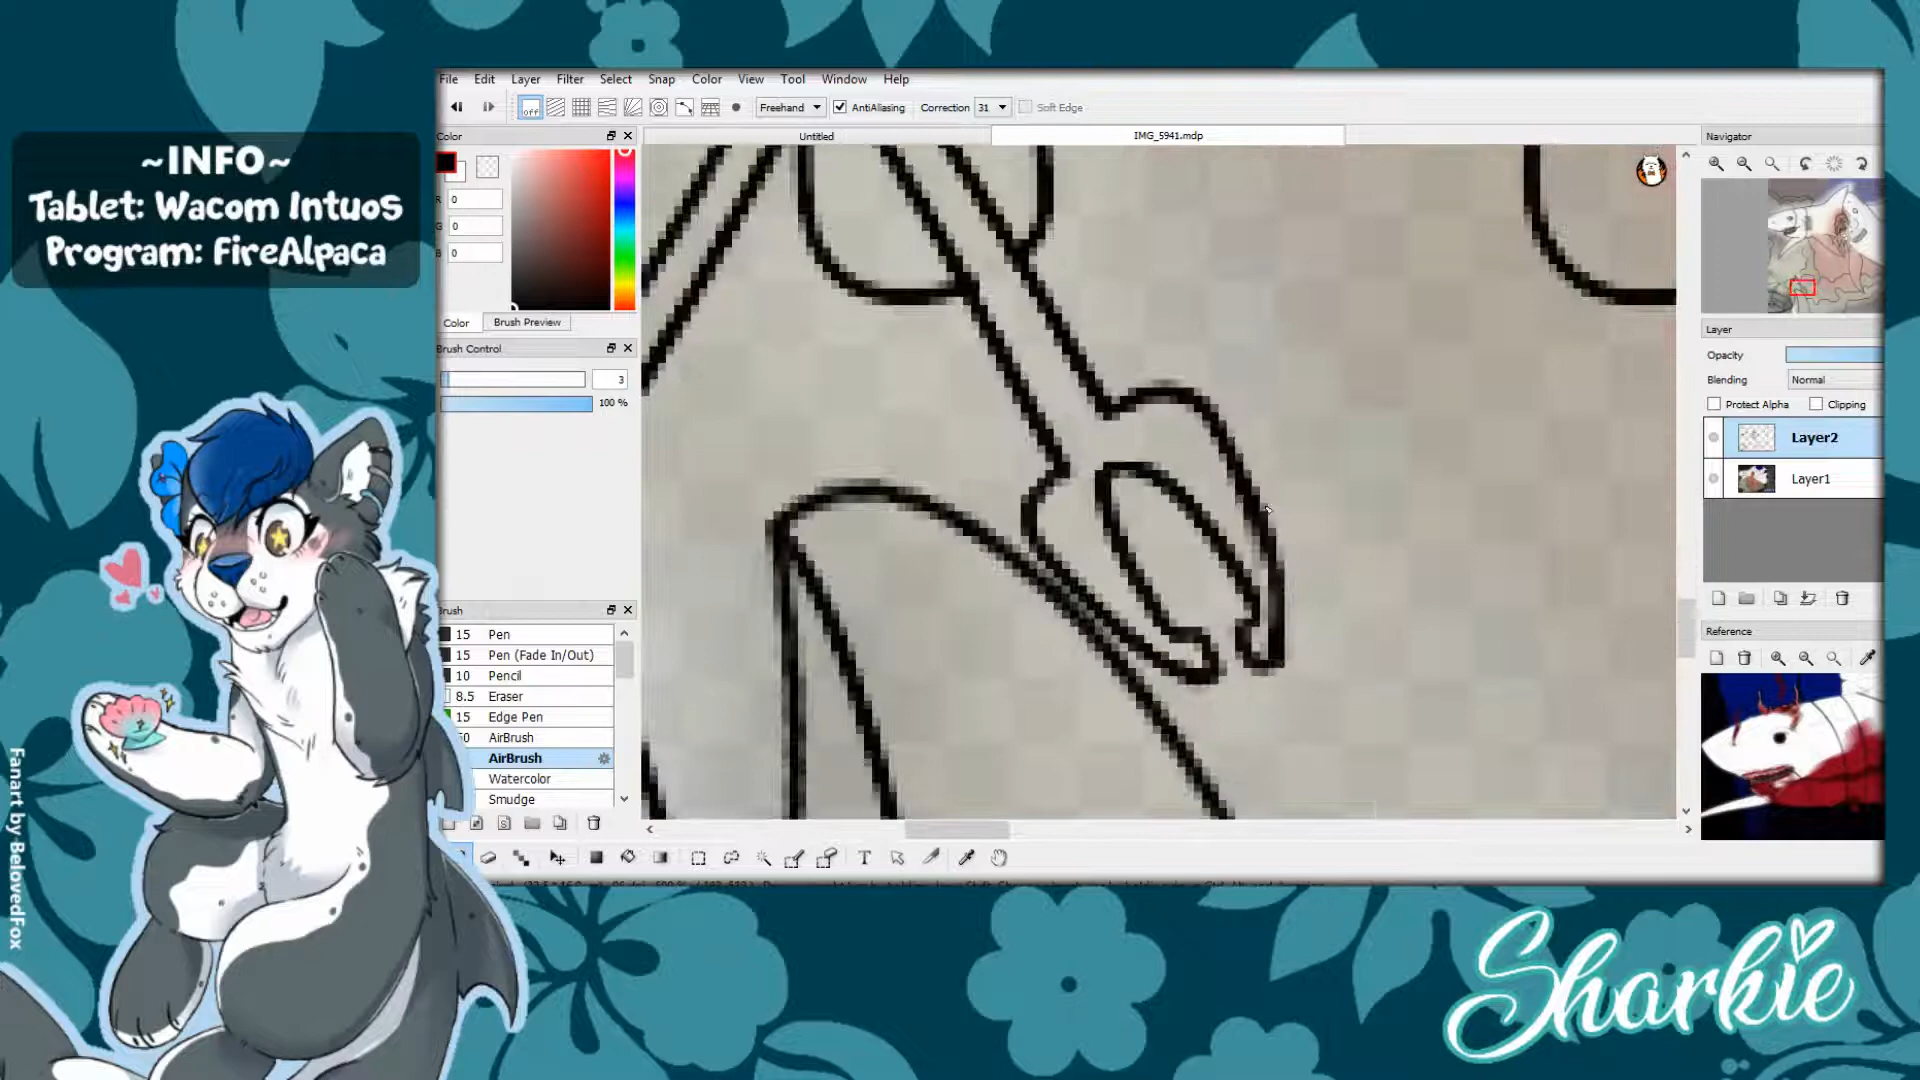 File Edit Layer Filter Select Snap Color View Tool Window Help
off Freehand AntiAliasing Correction 31 Soft Edge
~INFO~
Tablet: Wacom Intuos
Program: FireAlpaca
Color
R 0
G 0
B 0
Color Brush Preview
Brush Control
3
100 %
Brush
15 Pen
15 Pen (Fade In/Out)
10 Pencil
8.5 Eraser
15 Edge Pen
AirBrush
AirBrush
Watercolor
Smudge
Untitled
IMG_5941.mdp
T
Navigator
Layer
Opacity
Blending Normal
Protect Alpha Clipping
Layer2
Layer1
Reference
Fanart by BelovedFox
Sharkie